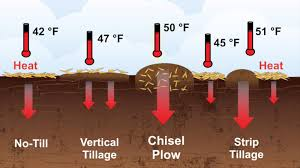 42 °F
47 °F
50 °F
45 °F
51 °F
Heat
Heat
No-Till
Vertical
Tillage
Chisel
Plow
Strip
Tillage